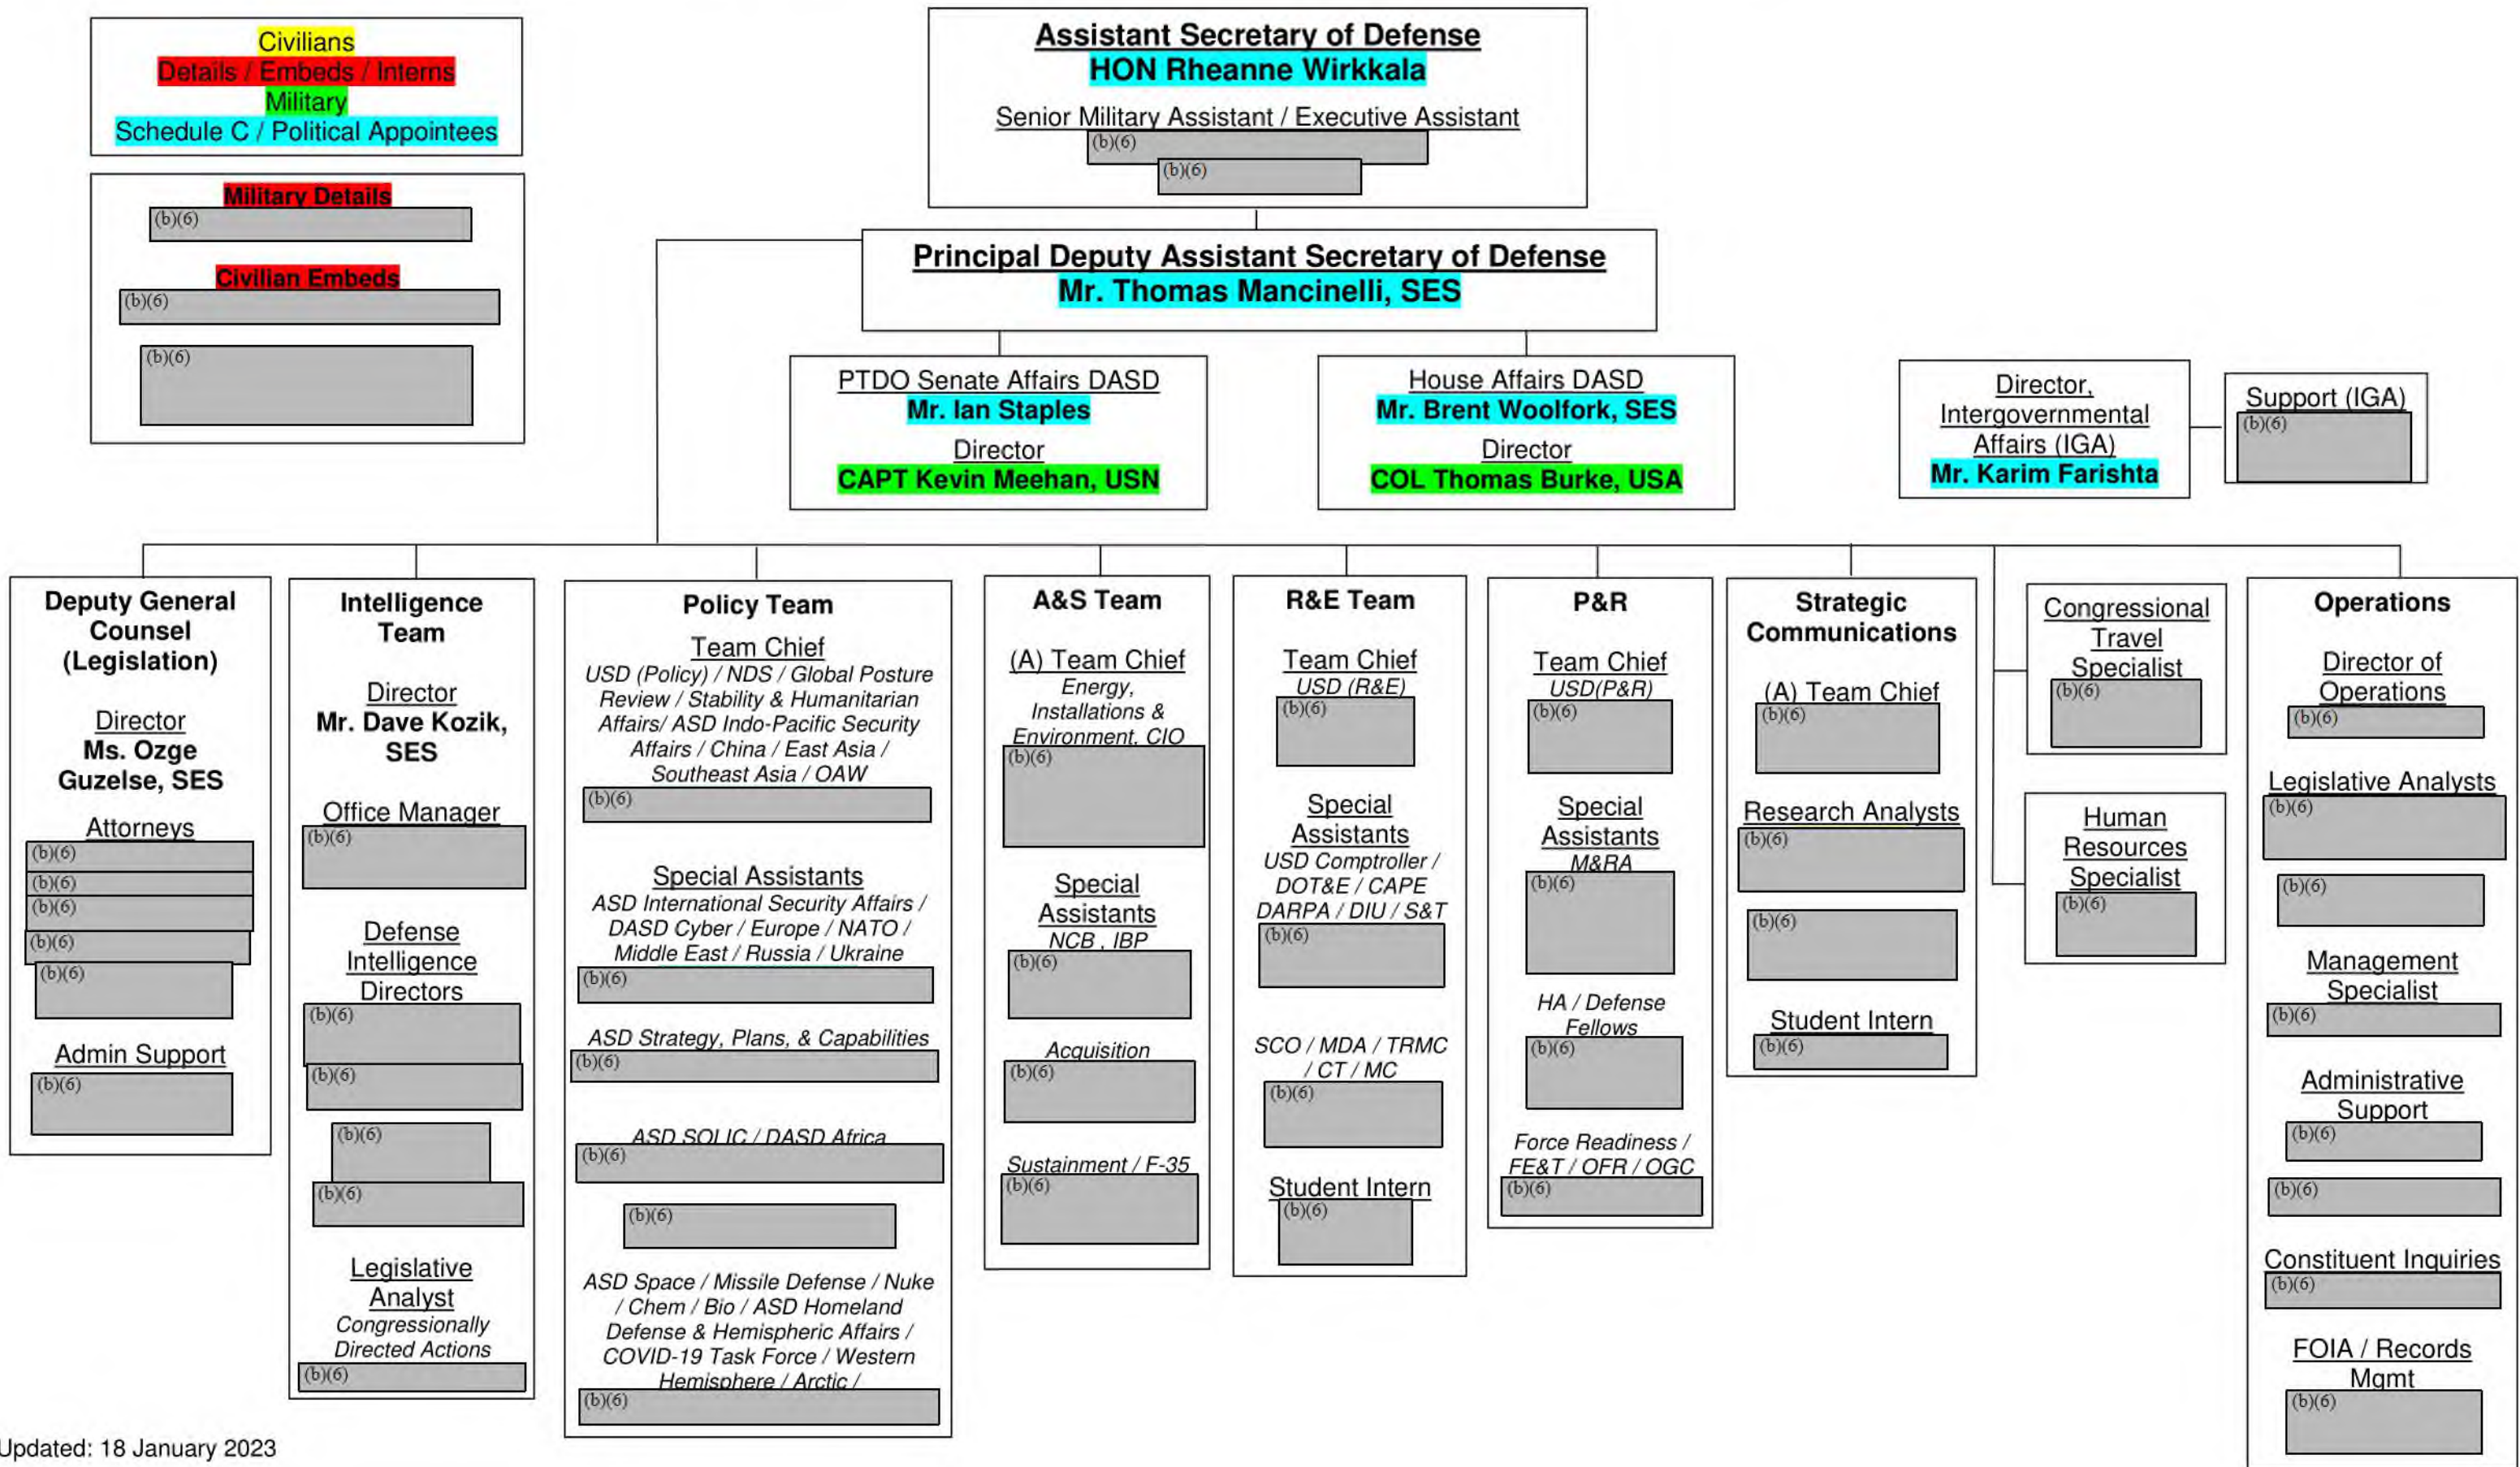 Civilians
Details / Embeds / Interns
Military
Schedule C / Political Appointees
Military Details
(b)(6)
Civilian Embeds
(b)(6)
(b)(6)
Assistant Secretary of Defense
HON Rheanne Wirkkala
Senior Military Assistant / Executive Assistant
(b)(6)
(b)(6)
Principal Deputy Assistant Secretary of Defense
Mr. Thomas Mancinelli, SES
PTDO Senate Affairs DASD
Mr. Ian Staples
Director
CAPT Kevin Meehan, USN
House Affairs DASD
Mr. Brent Woolfork, SES
Director
COL Thomas Burke, USA
Director,
Intergovernmental
Affairs (IGA)
Mr. Karim Farishta
Support (IGA)
(b)(6)
Deputy General
Counsel
(Legislation)
Director
Ms. Ozge
Guzelse, SES
Attorneys
(b)(6)
(b)(6)
(b)(6)
(b)(6)
(b)(6)
Admin Support
(b)(6)
Intelligence
Team
Director
Mr. Dave Kozik,
SES
Office Manager
(b)(6)
Defense
Intelligence
Directors
(b)(6)
(b)(6)
(b)(6)
(b)(6)
Legislative
Analyst
Congressionally
Directed Actions
(b)(6)
Policy Team
Team Chief
USD (Policy) / NDS / Global Posture
Review / Stability & Humanitarian
Affairs/ ASD Indo-Pacific Security
Affairs / China / East Asia /
Southeast Asia / OAW
(b)(6)
Special Assistants
ASD International Security Affairs /
DASD Cyber / Europe / NATO /
Middle East / Russia / Ukraine
(b)(6)
ASD Strategy, Plans, & Capabilities
(b)(6)
ASD SOLIC / DASD Africa
(b)(6)
(b)(6)
ASD Space / Missile Defense / Nuke
/ Chem / Bio / ASD Homeland
Defense & Hemispheric Affairs /
COVID-19 Task Force / Western
Hemisphere / Arctic /
(b)(6)
A&S Team
(A) Team Chief
Energy,
Installations &
Environment, CIO
(b)(6)
Special
Assistants
NCB , IBP
(b)(6)
Acquisition
(b)(6)
Sustainment / F-35
(b)(6)
R&E Team
Team Chief
USD (R&E)
(b)(6)
Special
Assistants
USD Comptroller /
DOT&E / CAPE
DARPA / DIU / S&T
(b)(6)
SCO / MDA / TRMC
/ CT / MC
(b)(6)
Student Intern
(b)(6)
P&R
Team Chief
USD(P&R)
(b)(6)
Special
Assistants
M&RA
(b)(6)
HA / Defense
Fellows
(b)(6)
Force Readiness /
FE&T / OFR / OGC
(b)(6)
Strategic
Communications
(A) Team Chief
(b)(6)
Research Analysts
(b)(6)
(b)(6)
Student Intern
(b)(6)
Congressional
Travel
Specialist
(b)(6)
Human
Resources
Specialist
(b)(6)
Operations
Director of
Operations
(b)(6)
Legislative Analysts
(b)(6)
(b)(6)
Management
Specialist
(b)(6)
Administrative
Support
(b)(6)
(b)(6)
Constituent Inquiries
(b)(6)
FOIA / Records
Mgmt
(b)(6)
Updated: 18 January 2023